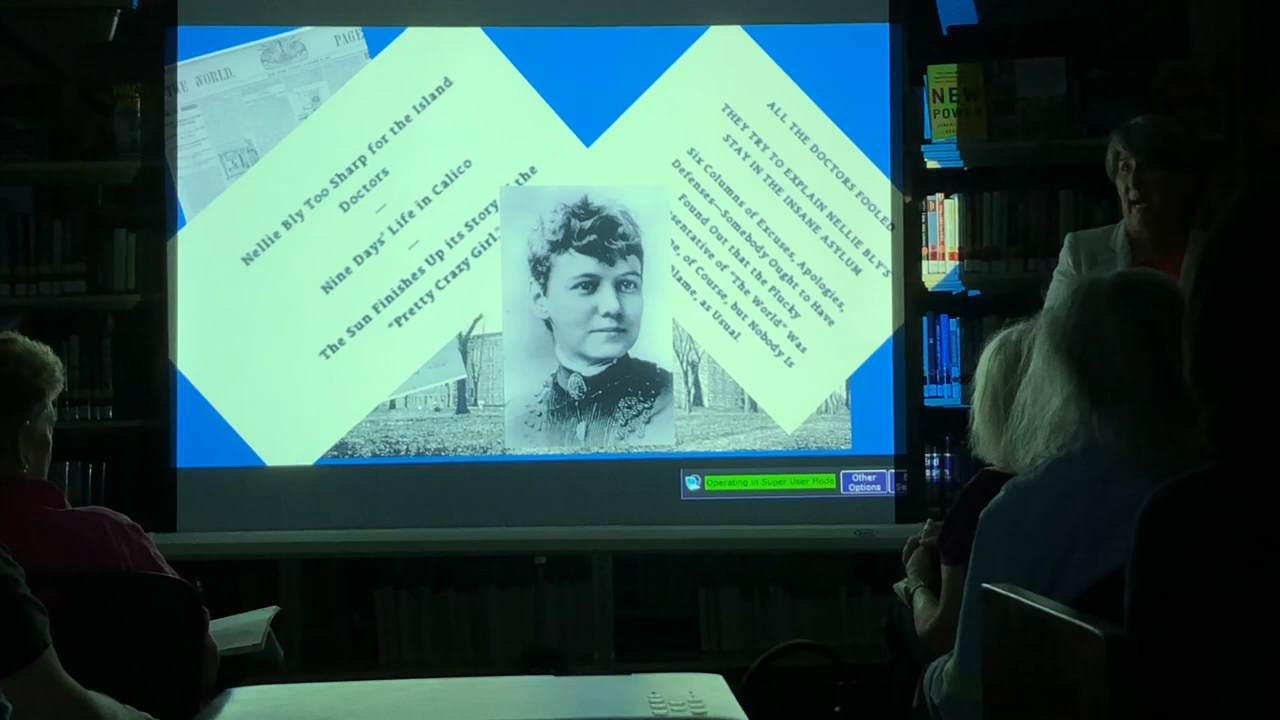 THE WORLD.
PAGE
Nellie Bly Too Sharp for the Island
Doctors
—
Nine Days' Life in Calico
—
The Sun Finishes Up its Story the
"Pretty Crazy Girl."
ALL THE DOCTORS FOOLED
THEY TRY TO EXPLAIN NELLIE BLY'S
STAY IN THE INSANE ASYLUM
Six Columns of Excuses, Apologies,
Defenses—Somebody Ought to Have
Found Out that the Plucky
sentative of "The World" Was
e, of Course, but Nobody Is
lame, as Usual.
Operating in Super User Mode
Other
Options
NEW
POWER